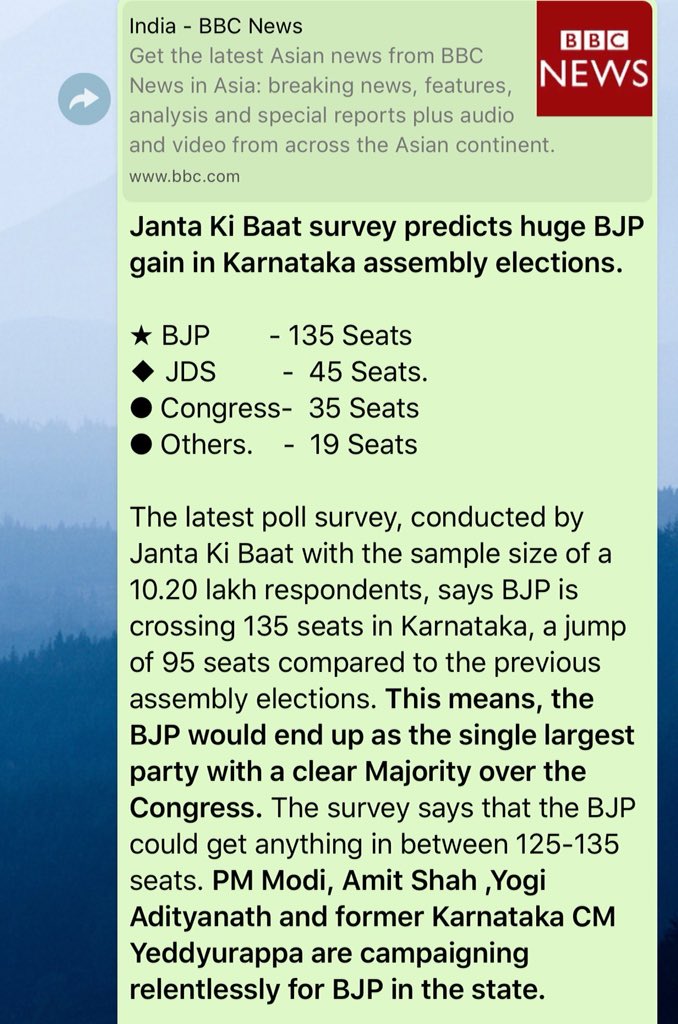 India - BBC News
Get the latest Asian news from BBC
News in Asia: breaking news, features,
analysis and special reports plus audio
and video from across the Asian continent.
www.bbc.com
BBC
NEWS
Janta Ki Baat survey predicts huge BJP
gain in Karnataka assembly elections.
★ BJP - 135 Seats
◆ JDS - 45 Seats.
● Congress- 35 Seats
● Others. - 19 Seats
The latest poll survey, conducted by
Janta Ki Baat with the sample size of a
10.20 lakh respondents, says BJP is
crossing 135 seats in Karnataka, a jump
of 95 seats compared to the previous
assembly elections. This means, the
BJP would end up as the single largest
party with a clear Majority over the
Congress. The survey says that the BJP
could get anything in between 125-135
seats. PM Modi, Amit Shah ,Yogi
Adityanath and former Karnataka CM
Yeddyurappa are campaigning
relentlessly for BJP in the state.